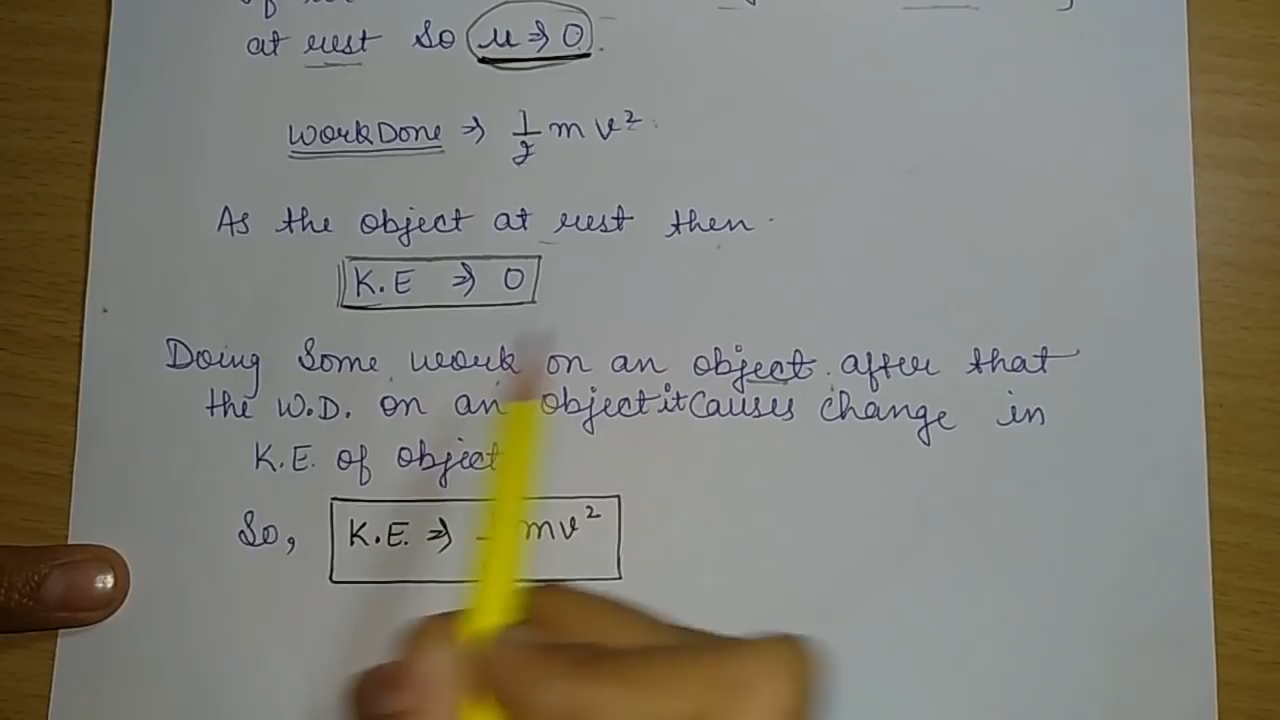 at rest So u ⇒ 0.
WorkDone ⇒ 1/2 m v²
As the object at rest then
K.E ⇒ 0
Doing Some work on an object. after that
the W.D. on an object it Causes change in
K.E. of object
So, K.E. ⇒ mv²